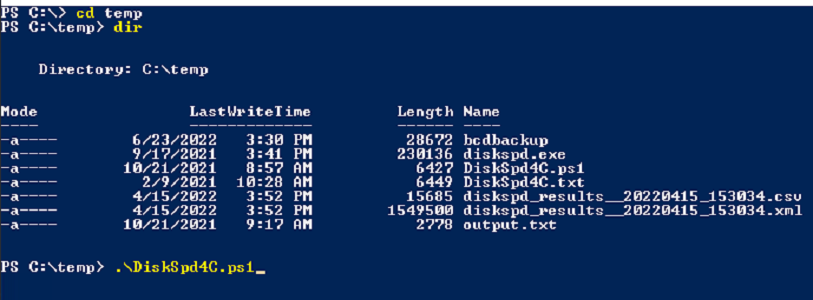 PS C:\> cd temp
PS C:\temp> dir
Directory: C:\temp
Mode LastWriteTime Length Name
---- ------------- ------ ----
-a---- 6/23/2022 3:30 PM 28672 bcdbackup
-a---- 9/17/2021 3:41 PM 230136 diskspd.exe
-a---- 10/21/2021 8:57 AM 6427 DiskSpd4C.ps1
-a---- 2/9/2021 10:28 AM 6449 DiskSpd4C.txt
-a---- 4/15/2022 3:52 PM 15685 diskspd_results__20220415_153034.csv
-a---- 4/15/2022 3:52 PM 1549500 diskspd_results__20220415_153034.xml
-a---- 10/21/2021 9:17 AM 2778 output.txt
PS C:\temp> .\DiskSpd4C.ps1_